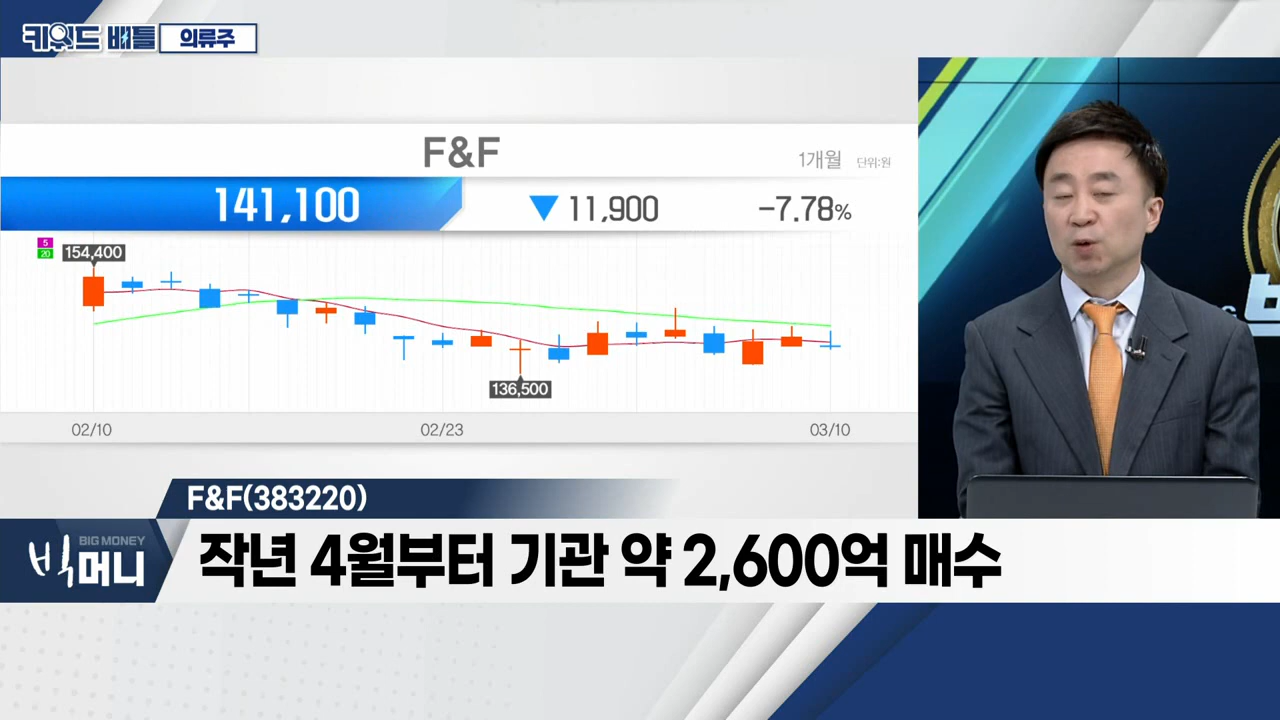 키워드 배틀 의류주
F&F
1개월 단위:원
141,100 ▼ 11,900 -7.78%
5
20
154,400
136,500
02/10 02/23 03/10
F&F(383220)
BIG MONEY
빅머니
작년 4월부터 기관 약 2,600억 매수